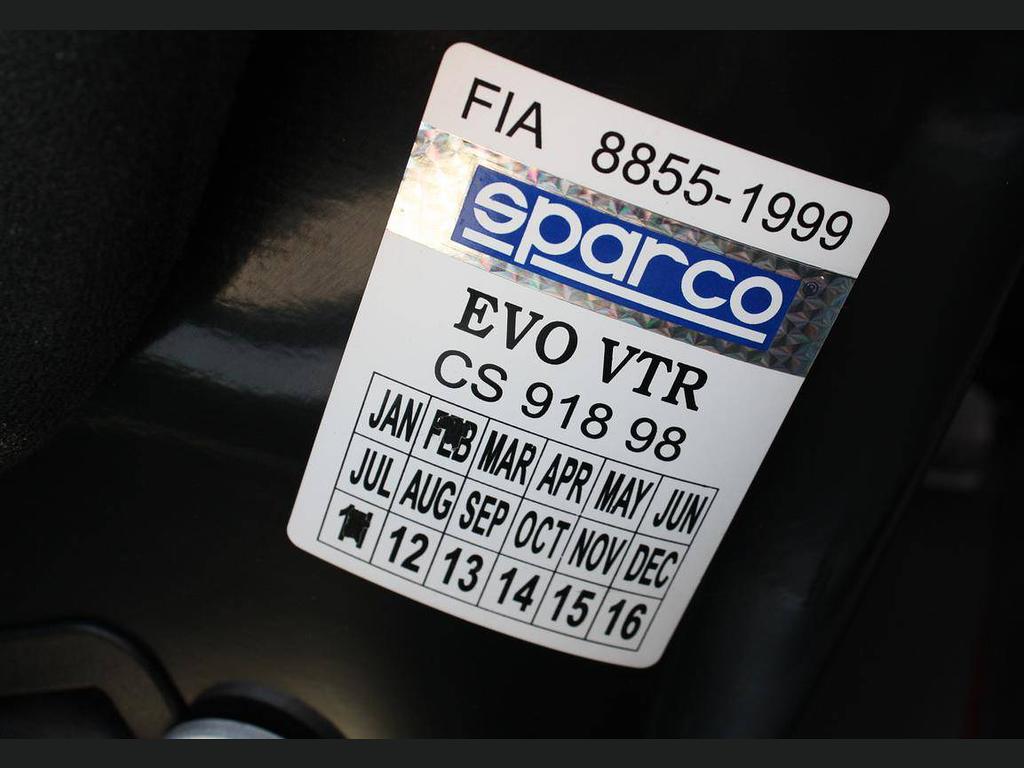 FIA 8855-1999
sparco
EVO VTR
CS 918 98
JAN FEB MAR APR MAY JUN
JUL AUG SEP OCT NOV DEC
12 13 14 15 16